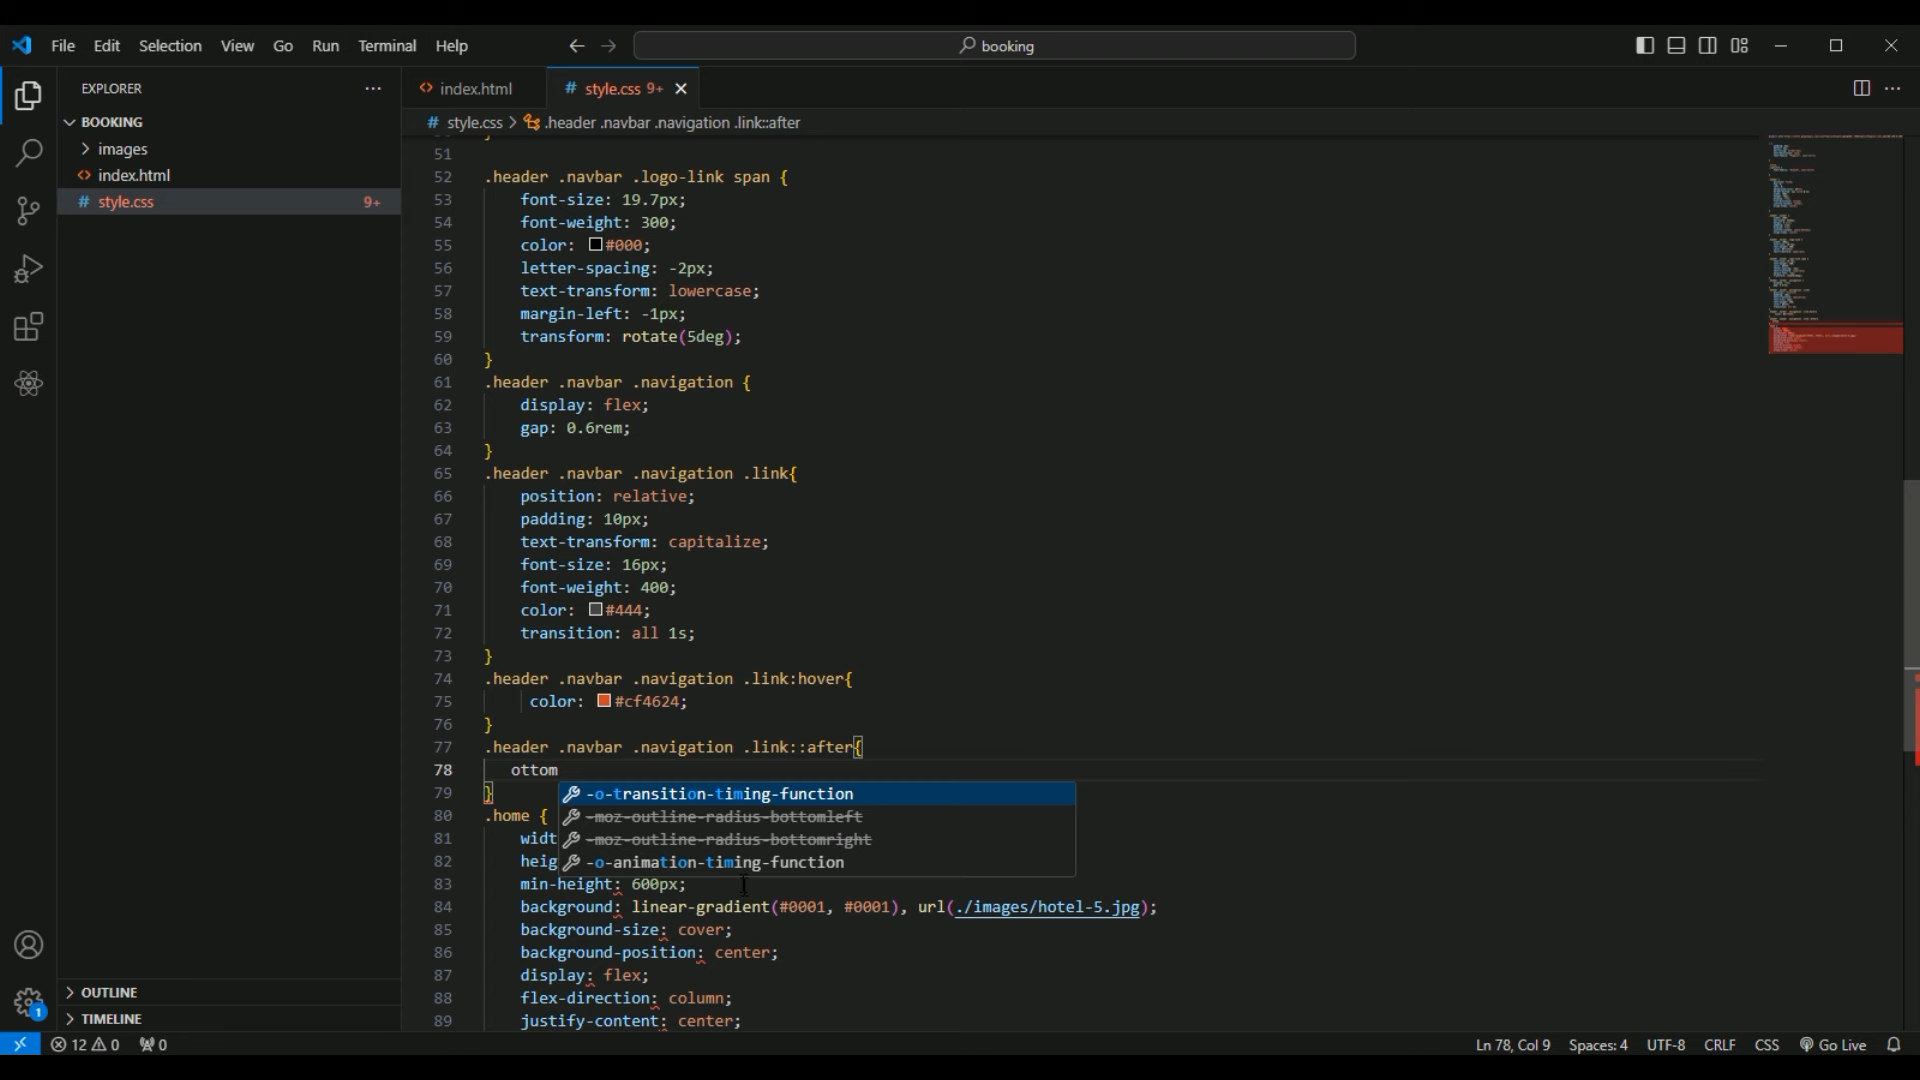 File Edit Selection View Go Run Terminal Help
booking
EXPLORER
BOOKING
images
index.html
style.css 9+
OUTLINE
TIMELINE
index.html
style.css 9+
style.css > .header .navbar .navigation .link::after
51
52 .header .navbar .logo-link span {
53 font-size: 19.7px;
54 font-weight: 300;
55 color: #000;
56 letter-spacing: -2px;
57 text-transform: lowercase;
58 margin-left: -1px;
59 transform: rotate(5deg);
60 }
61 .header .navbar .navigation {
62 display: flex;
63 gap: 0.6rem;
64 }
65 .header .navbar .navigation .link{
66 position: relative;
67 padding: 10px;
68 text-transform: capitalize;
69 font-size: 16px;
70 font-weight: 400;
71 color: #444;
72 transition: all 1s;
73 }
74 .header .navbar .navigation .link:hover{
75 color: #cf4624;
76 }
77 .header .navbar .navigation .link::after{
78 ottom
79 }
-o-transition-timing-function
-moz-outline-radius-bottomleft
-moz-outline-radius-bottomright
-o-animation-timing-function
80 .home {
81 widt
82 heig
83 min-height: 600px;
84 background: linear-gradient(#0001, #0001), url(./images/hotel-5.jpg);
85 background-size: cover;
86 background-position: center;
87 display: flex;
88 flex-direction: column;
89 justify-content: center;
1
12 0 0
Ln 78, Col 9 Spaces: 4 UTF-8 CRLF CSS Go Live